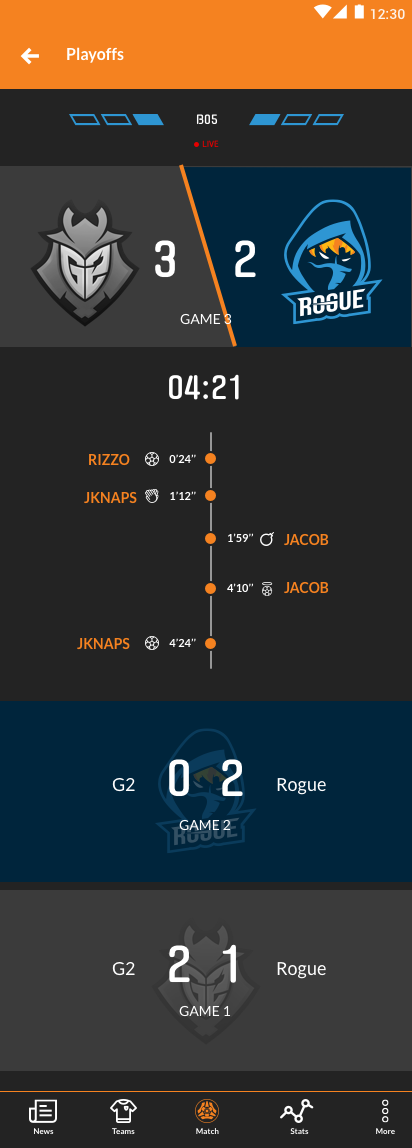 12:30
Playoffs
BO5
LIVE
3 2
G2
ROGUE
GAME 3
04:21
RIZZO 0'24''
JKNAPS 1'12''
1'59'' JACOB
4'10'' JACOB
JKNAPS 4'24''
G2 0 2 Rogue
ROGUE
GAME 2
G2 2 1 Rogue
GAME 1
News Teams Match Stats More